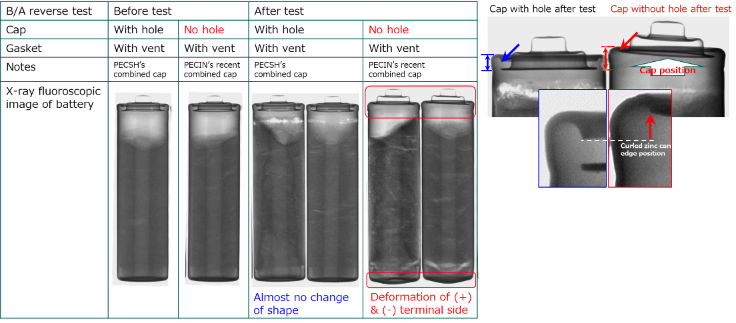 B/A reverse test
Before test
After test
Cap
With hole
No hole
With hole
No hole
Gasket
With vent
With vent
With vent
With vent
Notes
PECSH's
combined cap
PECIN's recent
combined cap
PECSH's
combined cap
PECIN's recent
combined cap
X-ray fluoroscopic
image of battery
Almost no change
of shape
Deformation of (+)
& (-) terminal side
Cap with hole after test
Cap without hole after test
Cap position
Curled zinc can
edge position